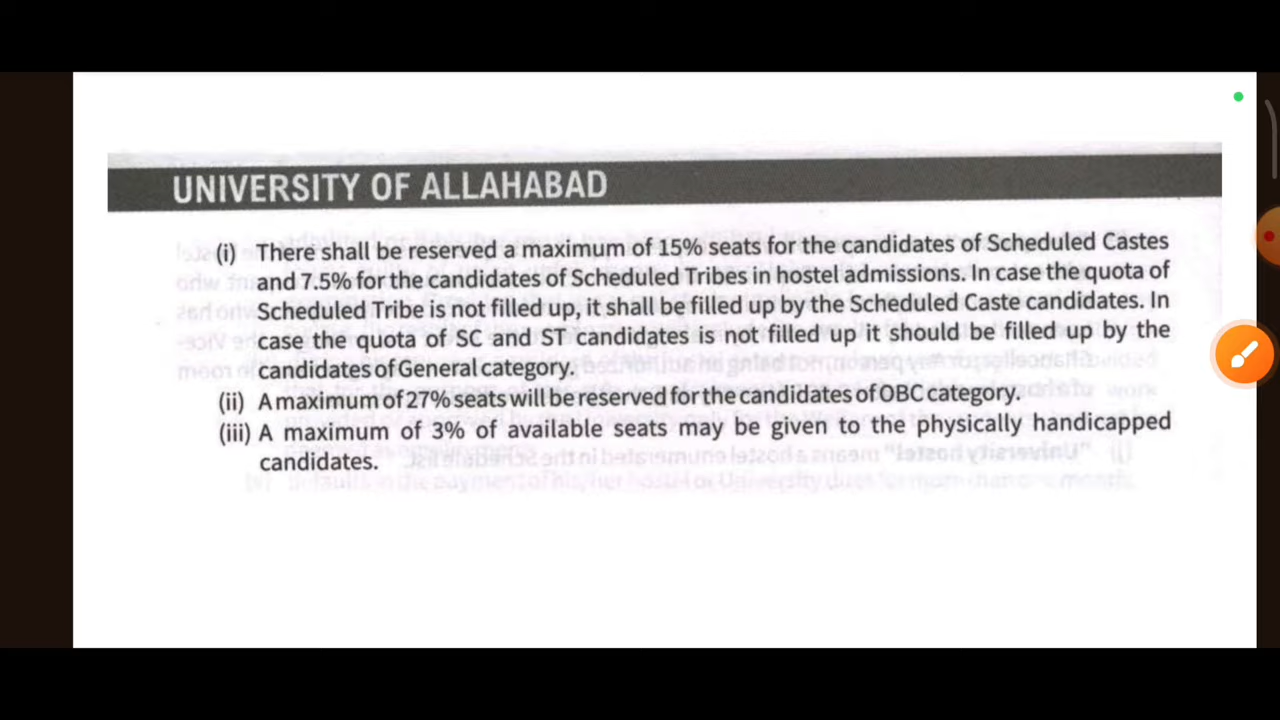 UNIVERSITY OF ALLAHABAD
(i) There shall be reserved a maximum of 15% seats for the candidates of Scheduled Castes
and 7.5% for the candidates of Scheduled Tribes in hostel admissions. In case the quota of
Scheduled Tribe is not filled up, it shall be filled up by the Scheduled Caste candidates. In
case the quota of SC and ST candidates is not filled up it should be filled up by the
candidates of General category.
(ii) A maximum of 27% seats will be reserved for the candidates of OBC category.
(iii) A maximum of 3% of available seats may be given to the physically handicapped
candidates.